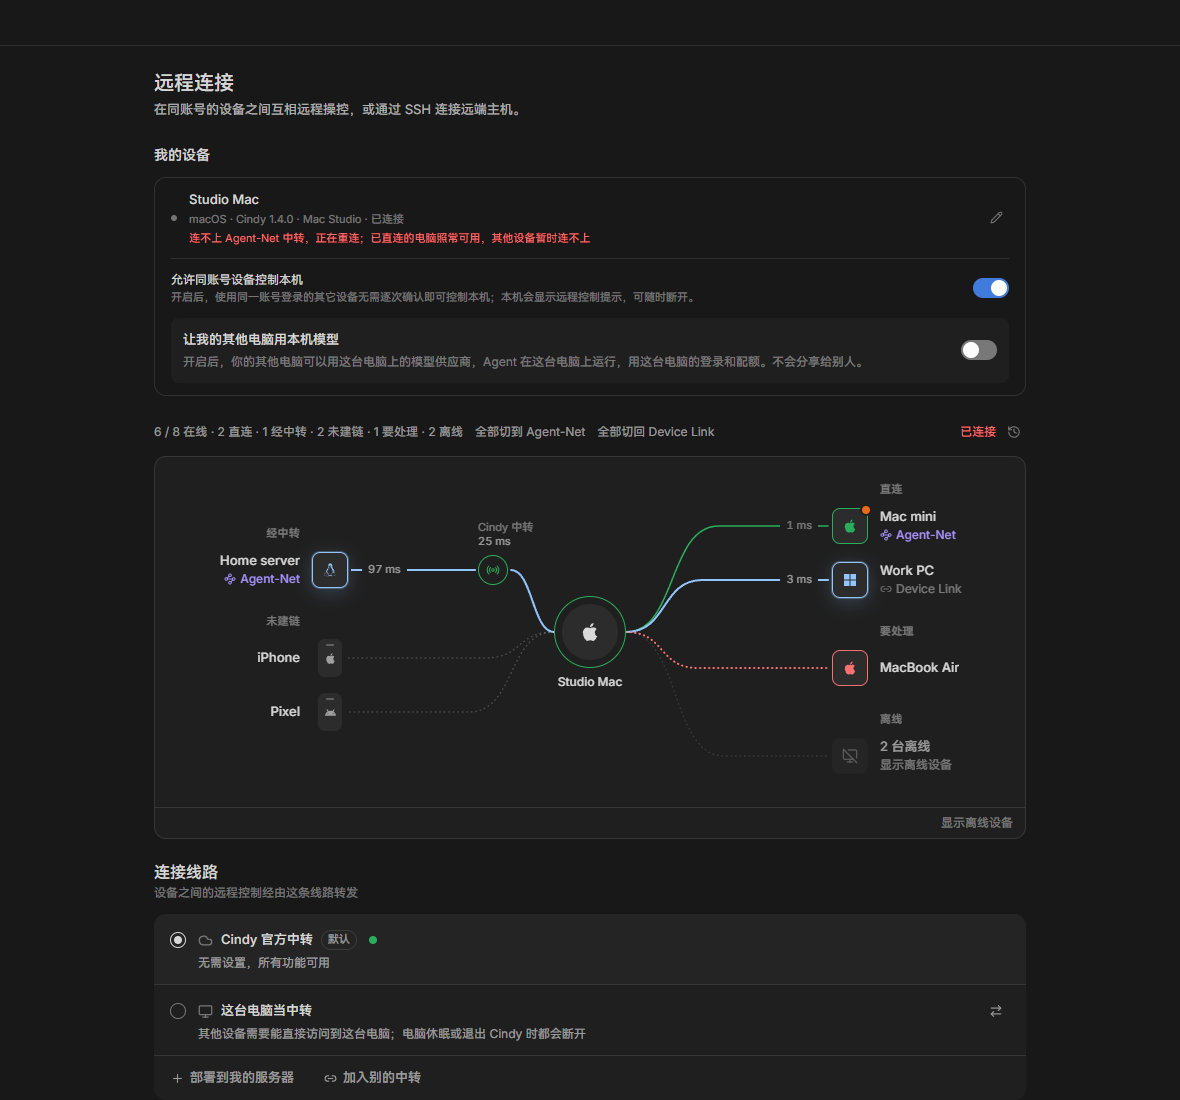 远程连接
在同账号的设备之间互相远程操控，或通过 SSH 连接远端主机。
我的设备
Studio Mac
macOS · Cindy 1.4.0 · Mac Studio · 已连接
连不上 Agent-Net 中转，正在重连；已直连的电脑照常可用，其他设备暂时连不上
允许同账号设备控制本机
开启后，使用同一账号登录的其它设备无需逐次确认即可控制本机；本机会显示远程控制提示，可随时断开。
让我的其他电脑用本机模型
开启后，你的其他电脑可以用这台电脑上的模型供应商，Agent 在这台电脑上运行，用这台电脑的登录和配额。不会分享给别人。
6 / 8 在线 · 2 直连 · 1 经中转 · 2 未建链 · 1 要处理 · 2 离线 全部切到 Agent-Net 全部切回 Device Link
已连接
经中转
Home server
Agent-Net
97 ms
Cindy 中转
25 ms
未建链
iPhone
Pixel
Studio Mac
直连
1 ms
Mac mini
Agent-Net
3 ms
Work PC
Device Link
要处理
MacBook Air
离线
2 台离线
显示离线设备
显示离线设备
连接线路
设备之间的远程控制经由这条线路转发
Cindy 官方中转 默认
无需设置，所有功能可用
这台电脑当中转
其他设备需要能直接访问到这台电脑；电脑休眠或退出 Cindy 时都会断开
部署到我的服务器 加入别的中转